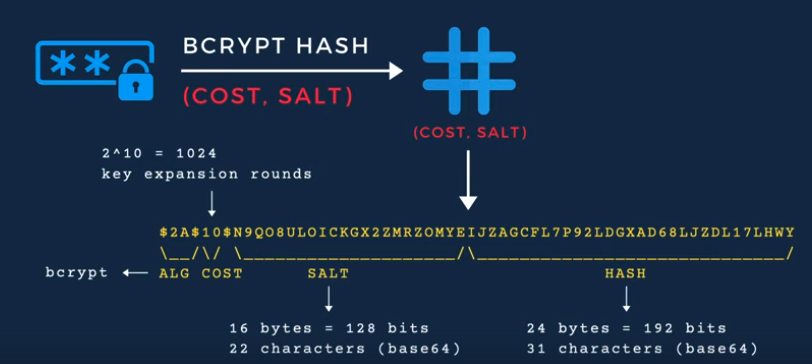 **
BCRYPT HASH
(COST, SALT)
(COST, SALT)
2^10 = 1024
key expansion rounds
$2A$10$N9QO8ULOICKGX2ZMRZOMYEIJZAGCFL7P92LDGXAD68LJZDL17LHWY
\__/\/ \____________________/\_____________________________/
bcrypt ALG COST SALT HASH
16 bytes = 128 bits 24 bytes = 192 bits
22 characters (base64) 31 characters (base64)